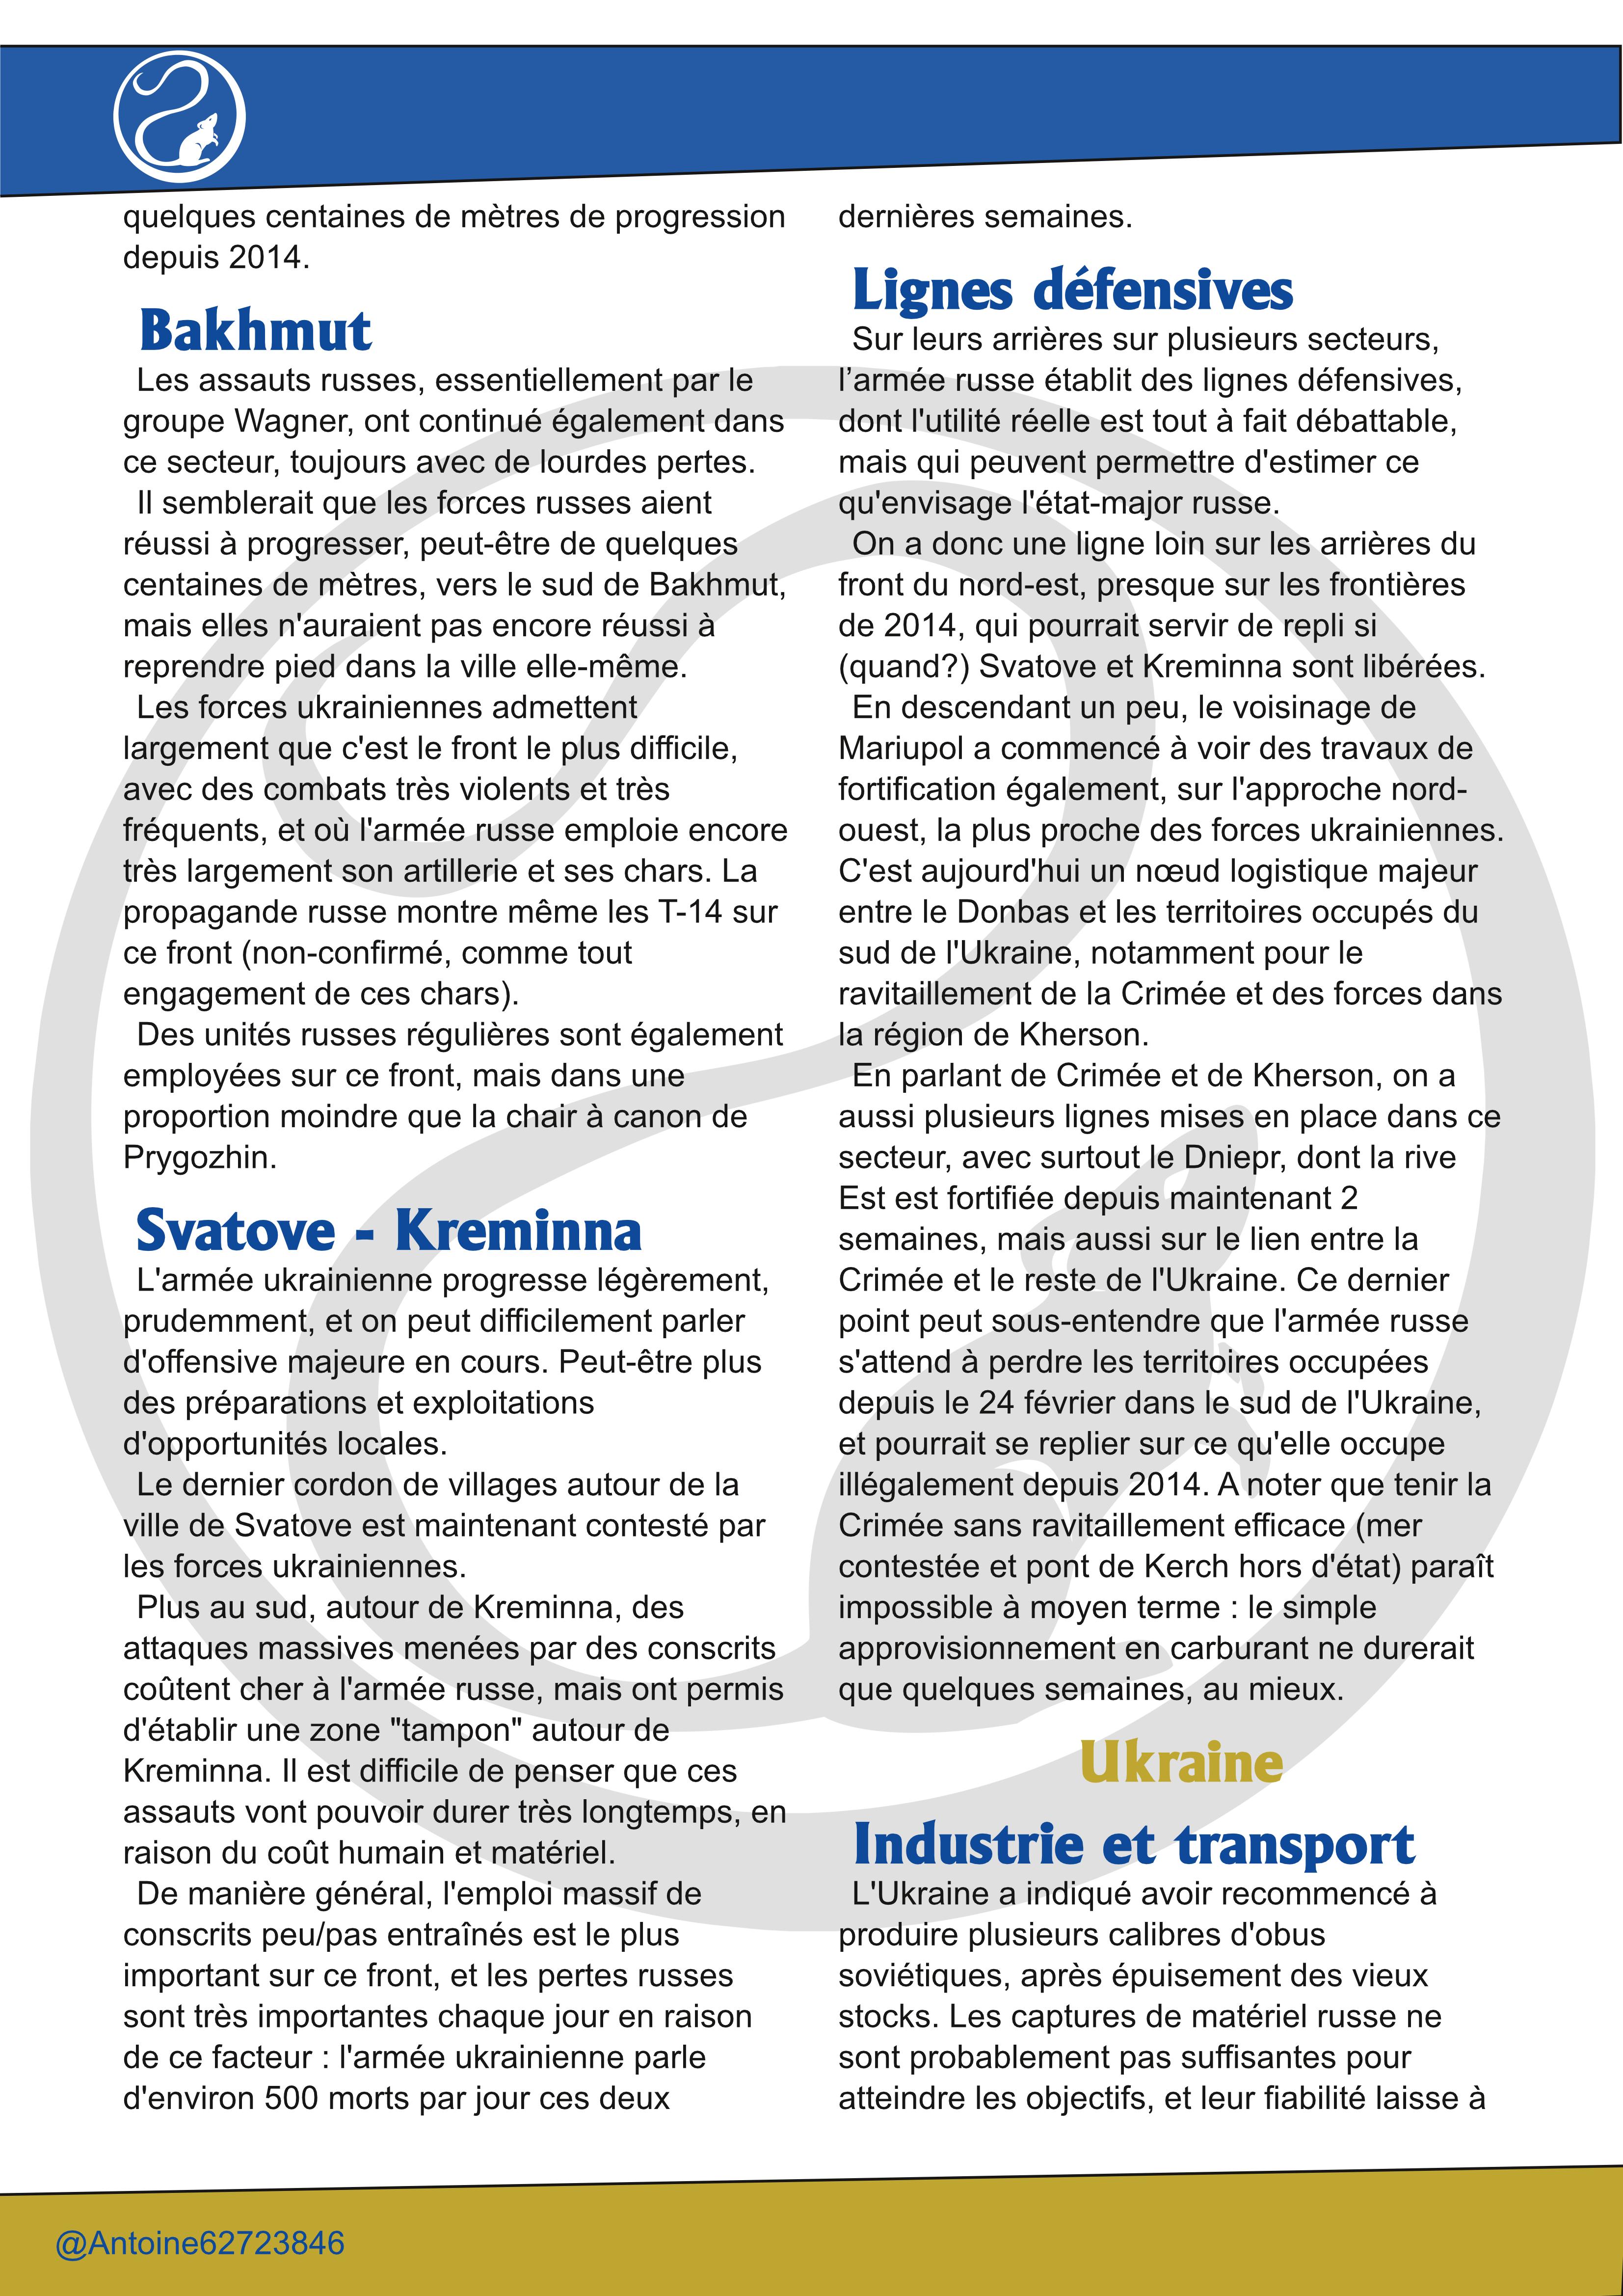 quelques centaines de mètres de progression
depuis 2014.
Bakhmut
Les assauts russes, essentiellement par le
groupe Wagner, ont continué également dans
ce secteur, toujours avec de lourdes pertes.
Il semblerait que les forces russes aient
réussi à progresser, peut-être de quelques
centaines de mètres, vers le sud de Bakhmut,
mais elles n'auraient pas encore réussi à
reprendre pied dans la ville elle-même.
Les forces ukrainiennes admettent
largement que c'est le front le plus difficile,
avec des combats très violents et très
fréquents, et où l'armée russe emploie encore
très largement son artillerie et ses chars. La
propagande russe montre même les T-14 sur
ce front (non-confirmé, comme tout
engagement de ces chars).
Des unités russes régulières sont également
employées sur ce front, mais dans une
proportion moindre que la chair à canon de
Prygozhin.
Svatove - Kreminna
L'armée ukrainienne progresse légèrement,
prudemment, et on peut difficilement parler
d'offensive majeure en cours. Peut-être plus
des préparations et exploitations
d'opportunités locales.
Le dernier cordon de villages autour de la
ville de Svatove est maintenant contesté par
les forces ukrainiennes.
Plus au sud, autour de Kreminna, des
attaques massives menées par des conscrits
coûtent cher à l'armée russe, mais ont permis
d'établir une zone "tampon" autour de
Kreminna. Il est difficile de penser que ces
assauts vont pouvoir durer très longtemps, en
raison du coût humain et matériel.
De manière général, l'emploi massif de
conscrits peu/pas entraînés est le plus
important sur ce front, et les pertes russes
sont très importantes chaque jour en raison
de ce facteur : l'armée ukrainienne parle
d'environ 500 morts par jour ces deux
dernières semaines.
Lignes défensives
Sur leurs arrières sur plusieurs secteurs,
l’armée russe établit des lignes défensives,
dont l'utilité réelle est tout à fait débattable,
mais qui peuvent permettre d'estimer ce
qu'envisage l'état-major russe.
On a donc une ligne loin sur les arrières du
front du nord-est, presque sur les frontières
de 2014, qui pourrait servir de repli si
(quand?) Svatove et Kreminna sont libérées.
En descendant un peu, le voisinage de
Mariupol a commencé à voir des travaux de
fortification également, sur l'approche nord-
ouest, la plus proche des forces ukrainiennes.
C'est aujourd'hui un nœud logistique majeur
entre le Donbas et les territoires occupés du
sud de l'Ukraine, notamment pour le
ravitaillement de la Crimée et des forces dans
la région de Kherson.
En parlant de Crimée et de Kherson, on a
aussi plusieurs lignes mises en place dans ce
secteur, avec surtout le Dniepr, dont la rive
Est est fortifiée depuis maintenant 2
semaines, mais aussi sur le lien entre la
Crimée et le reste de l'Ukraine. Ce dernier
point peut sous-entendre que l'armée russe
s'attend à perdre les territoires occupées
depuis le 24 février dans le sud de l'Ukraine,
et pourrait se replier sur ce qu'elle occupe
illégalement depuis 2014. A noter que tenir la
Crimée sans ravitaillement efficace (mer
contestée et pont de Kerch hors d'état) paraît
impossible à moyen terme : le simple
approvisionnement en carburant ne durerait
que quelques semaines, au mieux.
Ukraine
Industrie et transport
L'Ukraine a indiqué avoir recommencé à
produire plusieurs calibres d'obus
soviétiques, après épuisement des vieux
stocks. Les captures de matériel russe ne
sont probablement pas suffisantes pour
atteindre les objectifs, et leur fiabilité laisse à
@Antoine62723846